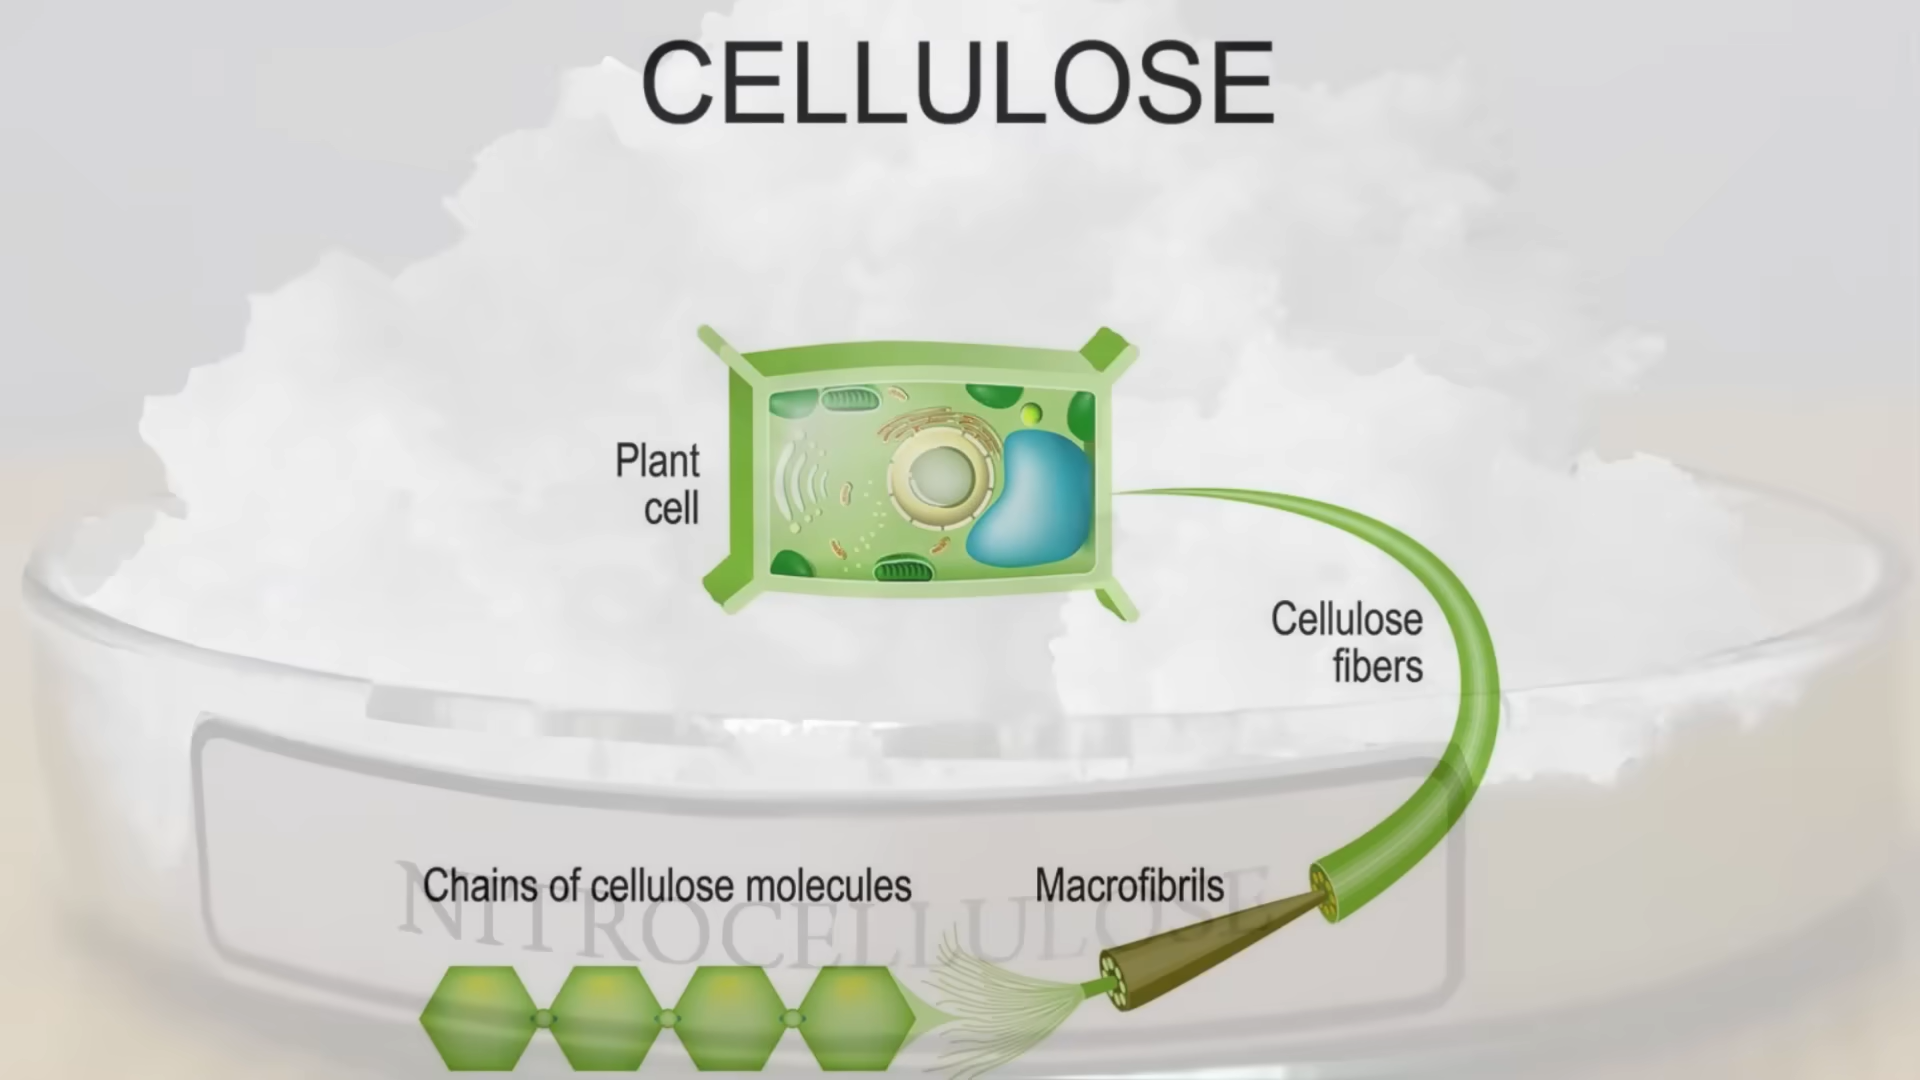 CELLULOSE
Plant
cell
Cellulose
fibers
Chains of cellulose molecules
Macrofibrils
NITROCELLULOSE